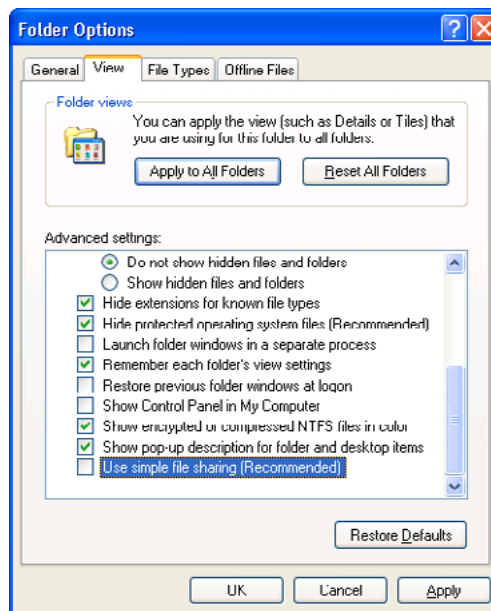 Folder Options
General View File Types Offline Files
Folder views
You can apply the view (such as Details or Tiles) that
you are using for this folder to all folders.
Apply to All Folders Reset All Folders
Advanced settings:
Do not show hidden files and folders
Show hidden files and folders
Hide extensions for known file types
Hide protected operating system files (Recommended)
Launch folder windows in a separate process
Remember each folder's view settings
Restore previous folder windows at logon
Show Control Panel in My Computer
Show encrypted or compressed NTFS files in color
Show pop-up description for folder and desktop items
Use simple file sharing (Recommended)
Restore Defaults
OK Cancel Apply